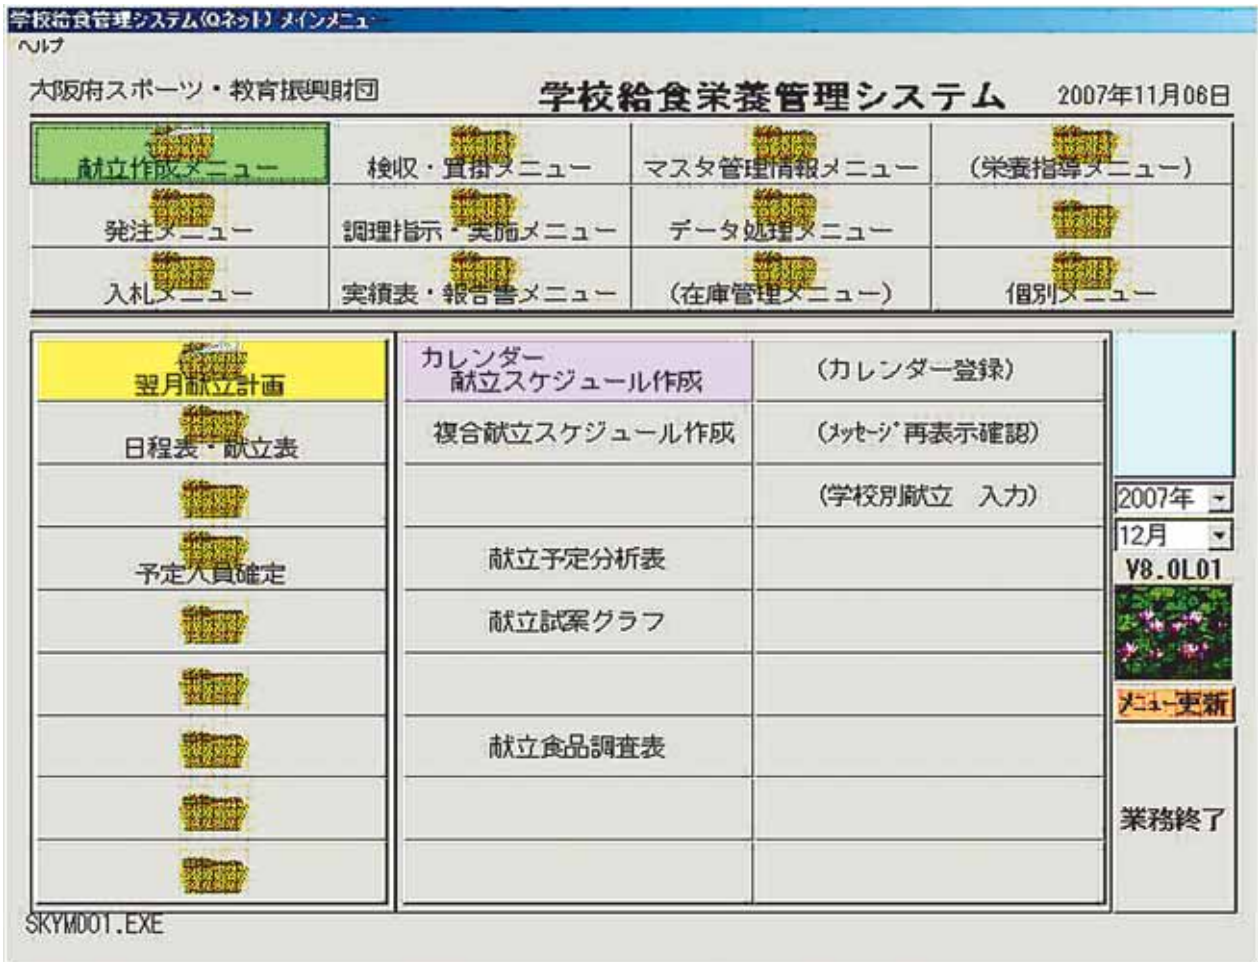 学校給食管理システム(Qネット) メインメニュー
ヘルプ
大阪府スポーツ・教育振興財団 学校給食栄養管理システム 2007年11月06日
献立作成メニュー 検収・買掛メニュー マスタ管理情報メニュー (栄養指導メニュー)
発注メニュー 調理指示・実施メニュー データ処理メニュー
入札メニュー 実績表・報告書メニュー (在庫管理メニュー) 個別メニュー
翌月献立計画
日程表・献立表
予定人員確定
カレンダー
献立スケジュール作成
複合献立スケジュール作成
献立予定分析表
献立試案グラフ
献立食品調査表
(カレンダー登録)
(メッセージ再表示確認)
(学校別献立 入力)
2007年
12月
V8.0L01
メニュー更新
業務終了
SKYMD01.EXE